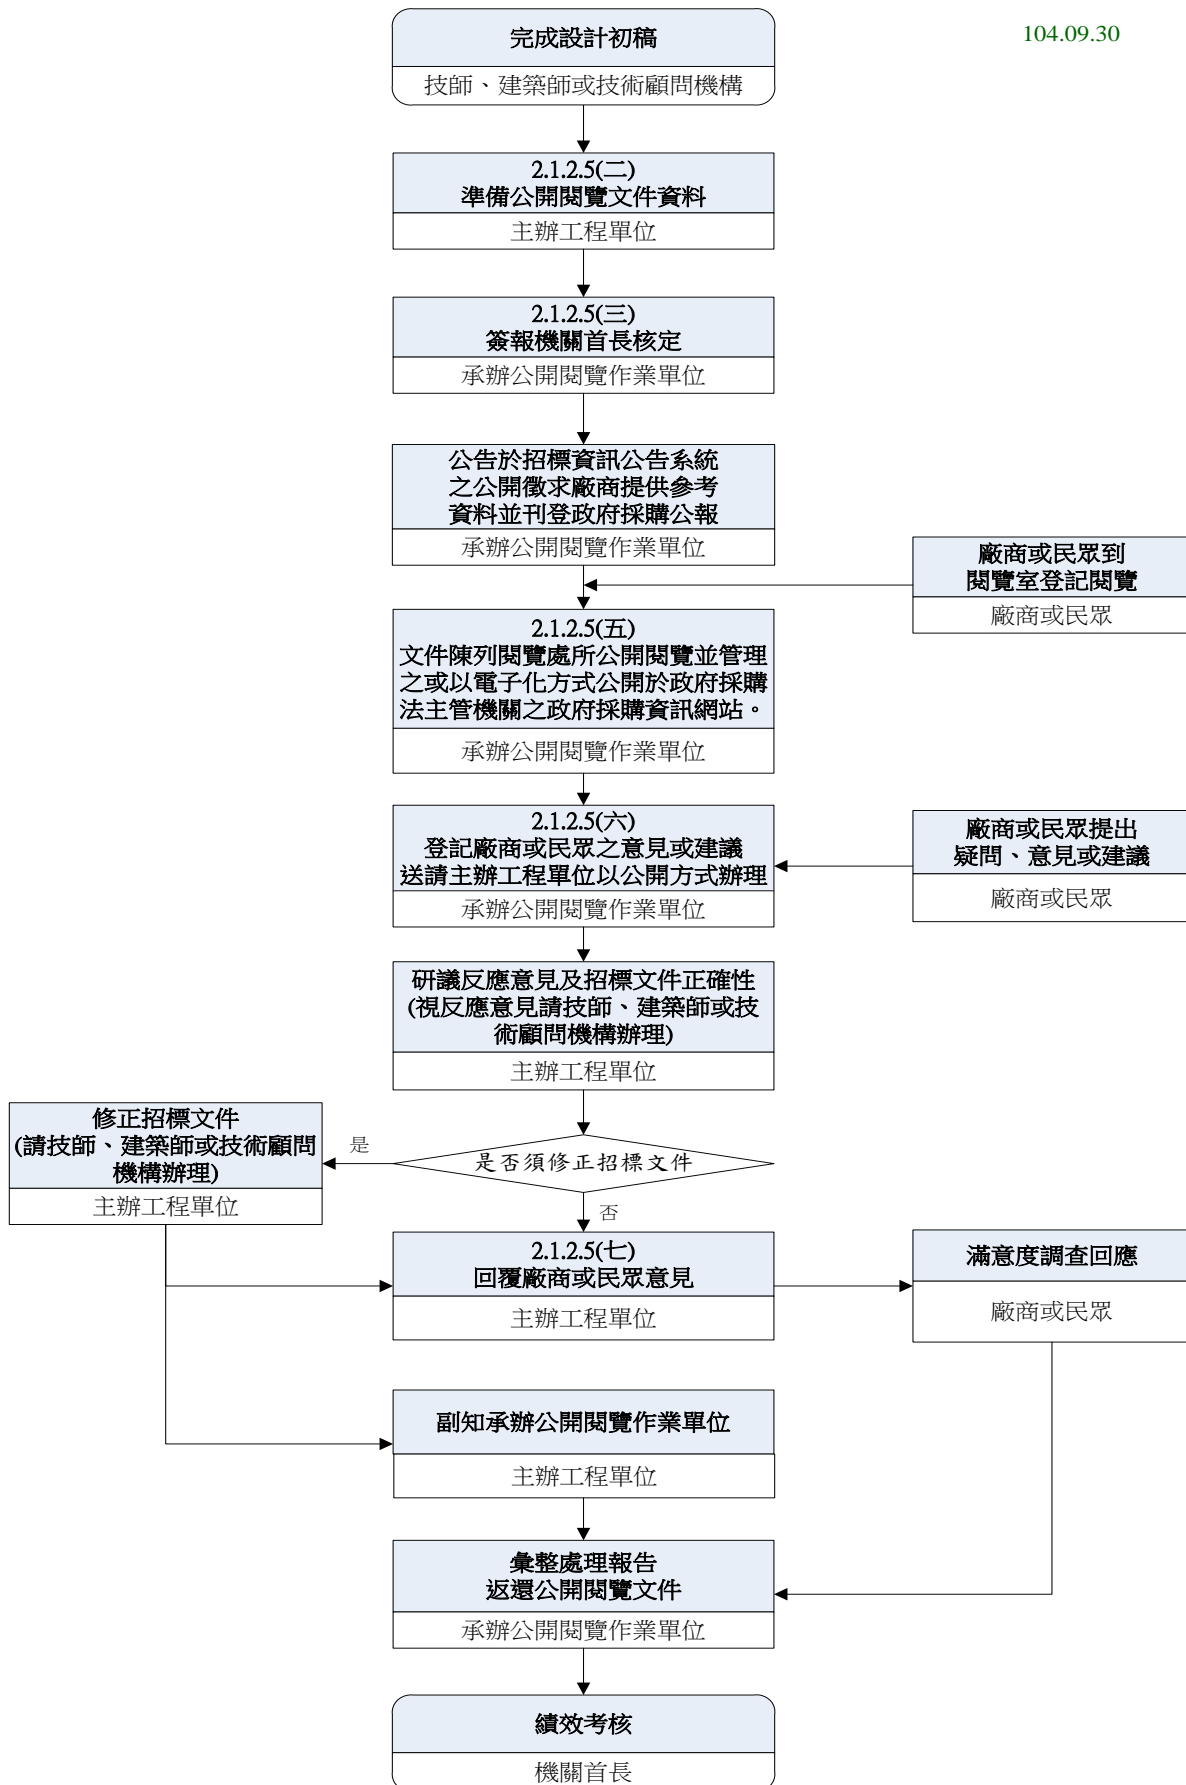 104.09.30
完成設計初稿
技師、建築師或技術顧問機構
2.1.2.5(二)
準備公開閱覽文件資料
主辦工程單位
2.1.2.5(三)
簽報機關首長核定
承辦公開閱覽作業單位
公告於招標資訊公告系統
之公開徵求廠商提供參考
資料並刊登政府採購公報
承辦公開閱覽作業單位
廠商或民眾到
閱覽室登記閱覽
廠商或民眾
2.1.2.5(五)
文件陳列閱覽處所公開閱覽並管理
之或以電子化方式公開於政府採購
法主管機關之政府採購資訊網站。
承辦公開閱覽作業單位
2.1.2.5(六)
登記廠商或民眾之意見或建議
送請主辦工程單位以公開方式辦理
承辦公開閱覽作業單位
廠商或民眾提出
疑問、意見或建議
廠商或民眾
研議反應意見及招標文件正確性
(視反應意見請技師、建築師或技
術顧問機構辦理)
主辦工程單位
修正招標文件
(請技師、建築師或技術顧問
機構辦理)
主辦工程單位
是
是否須修正招標文件
否
2.1.2.5(七)
回覆廠商或民眾意見
主辦工程單位
滿意度調查回應
廠商或民眾
副知承辦公開閱覽作業單位
主辦工程單位
彙整處理報告
返還公開閱覽文件
承辦公開閱覽作業單位
績效考核
機關首長